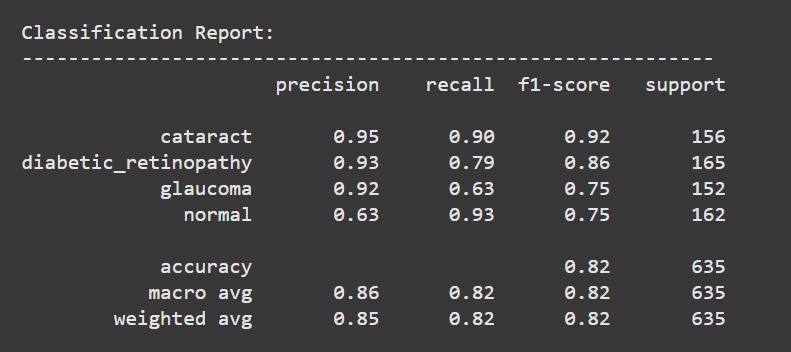 Classification Report:
------------------------------------------------------------
precision recall f1-score support
cataract 0.95 0.90 0.92 156
diabetic_retinopathy 0.93 0.79 0.86 165
glaucoma 0.92 0.63 0.75 152
normal 0.63 0.93 0.75 162
accuracy 0.82 635
macro avg 0.86 0.82 0.82 635
weighted avg 0.85 0.82 0.82 635